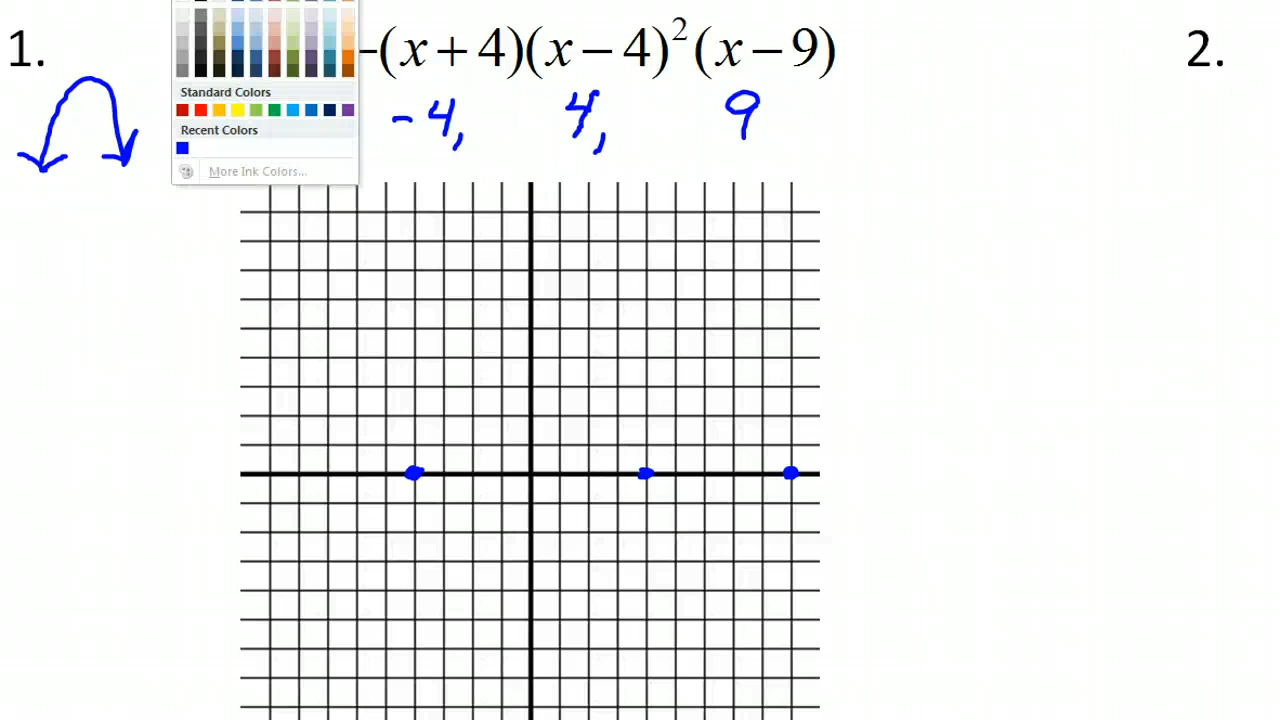 1. -(x+4)(x-4)²(x-9) 2.
-4, 4, 9
Standard Colors
Recent Colors
More Ink Colors...